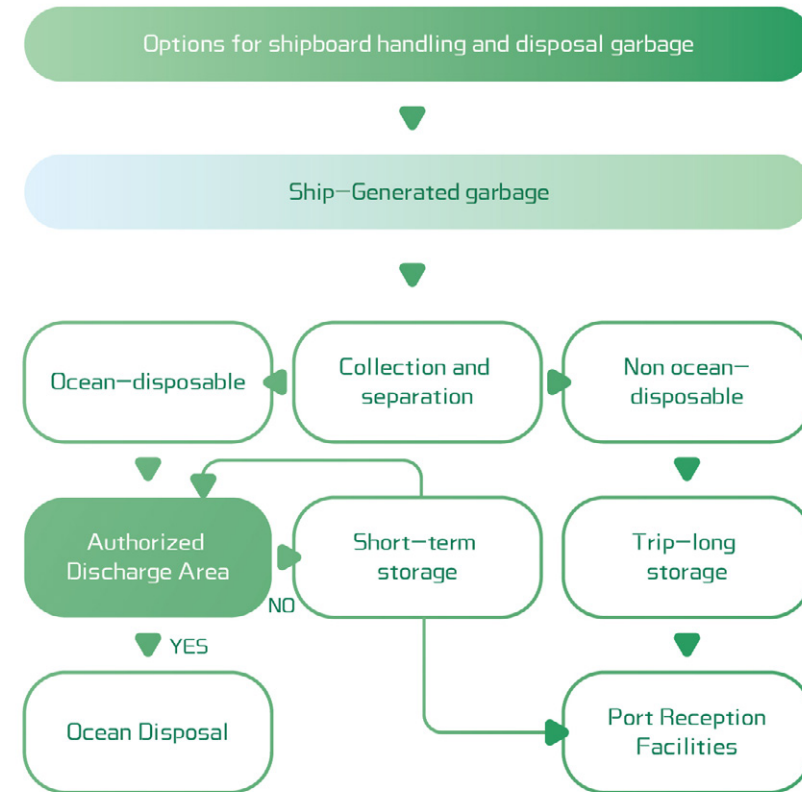 Options for shipboard handling and disposal garbage
Ship-Generated garbage
Ocean-disposable
Collection and
separation
Non ocean-
disposable
Authorized
Discharge Area
NO
Short-term
storage
Trip-long
storage
YES
Ocean Disposal
Port Reception
Facilities